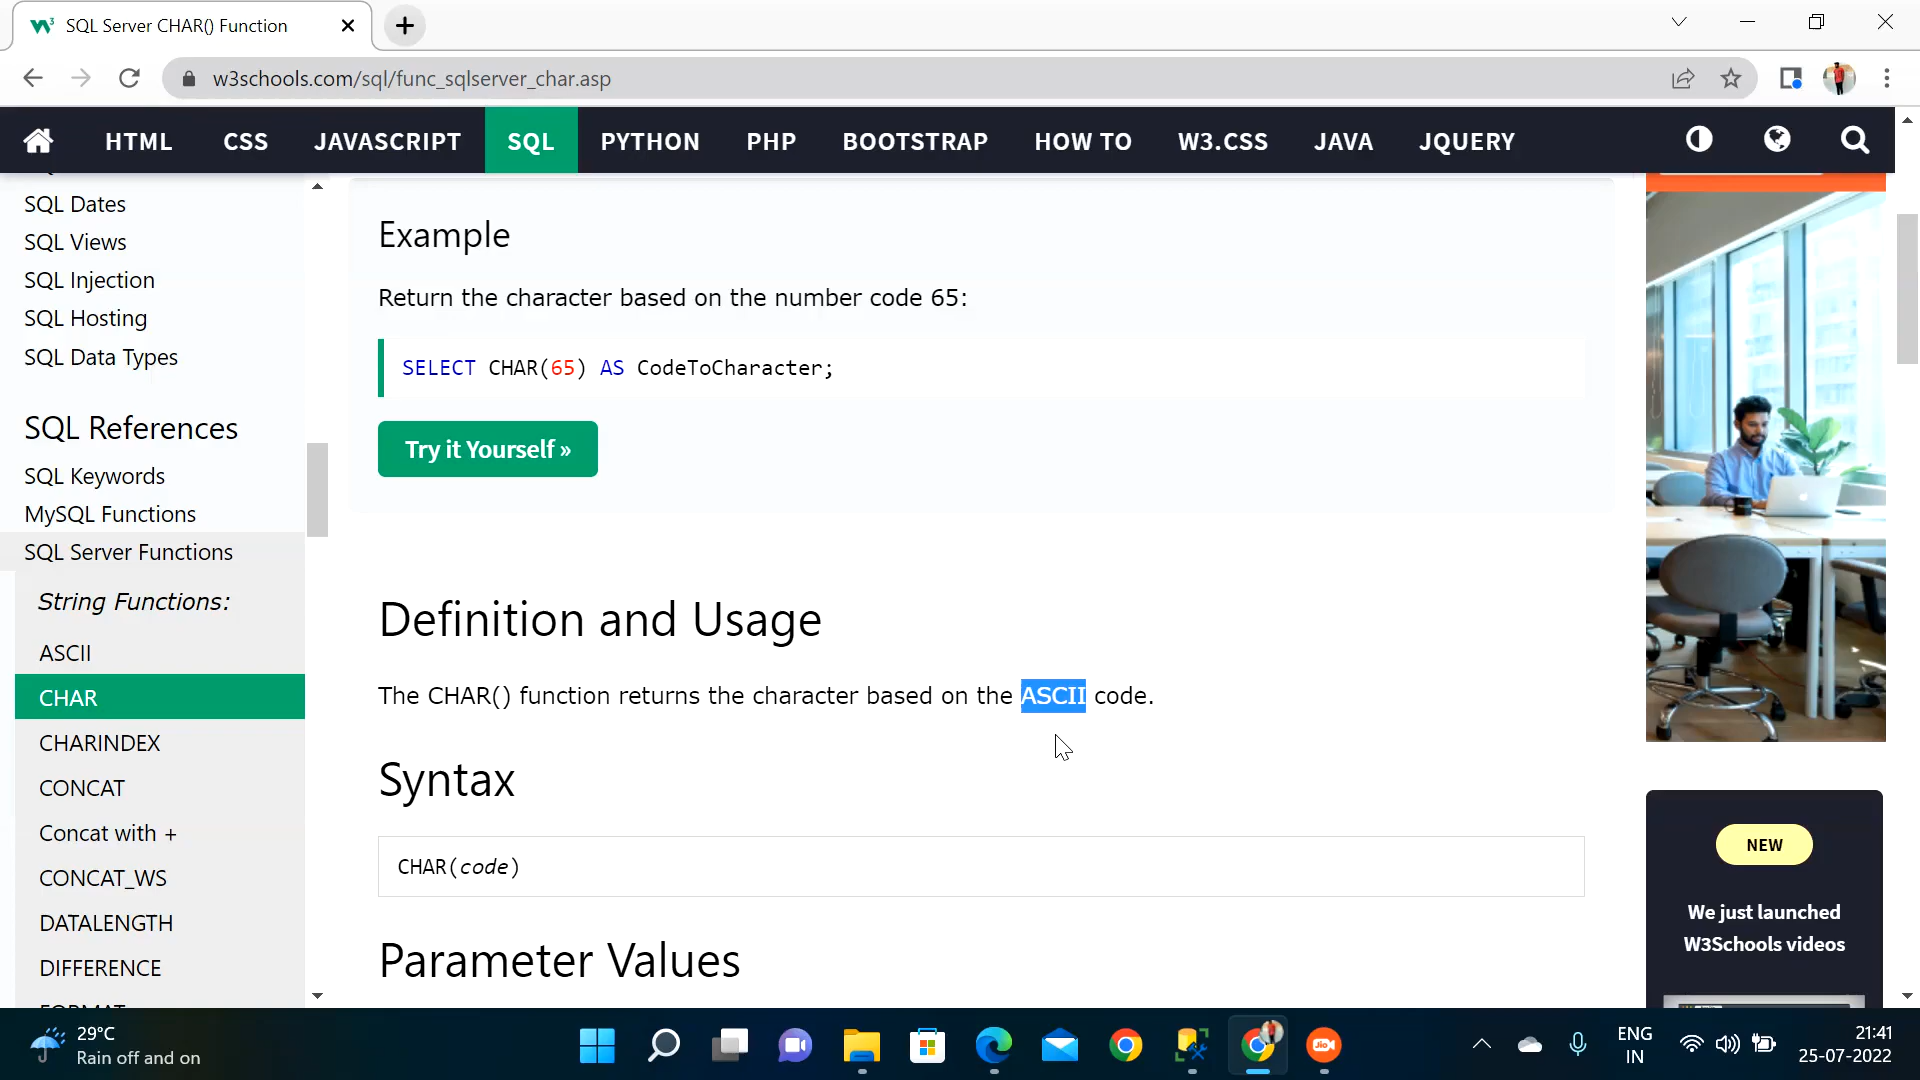 SQL Server CHAR() Function
w3schools.com/sql/func_sqlserver_char.asp
HTML CSS JAVASCRIPT SQL PYTHON PHP BOOTSTRAP HOW TO W3.CSS JAVA JQUERY
SQL Dates
SQL Views
SQL Injection
SQL Hosting
SQL Data Types
SQL References
SQL Keywords
MySQL Functions
SQL Server Functions
String Functions:
ASCII
CHAR
CHARINDEX
CONCAT
Concat with +
CONCAT_WS
DATALENGTH
DIFFERENCE
FORMAT
Example
Return the character based on the number code 65:
SELECT CHAR(65) AS CodeToCharacter;
Try it Yourself »
Definition and Usage
The CHAR() function returns the character based on the ASCII code.
Syntax
CHAR(code)
Parameter Values
NEW
We just launched
W3Schools videos
29°C
Rain off and on
Jio
ENG
IN
21:41
25-07-2022